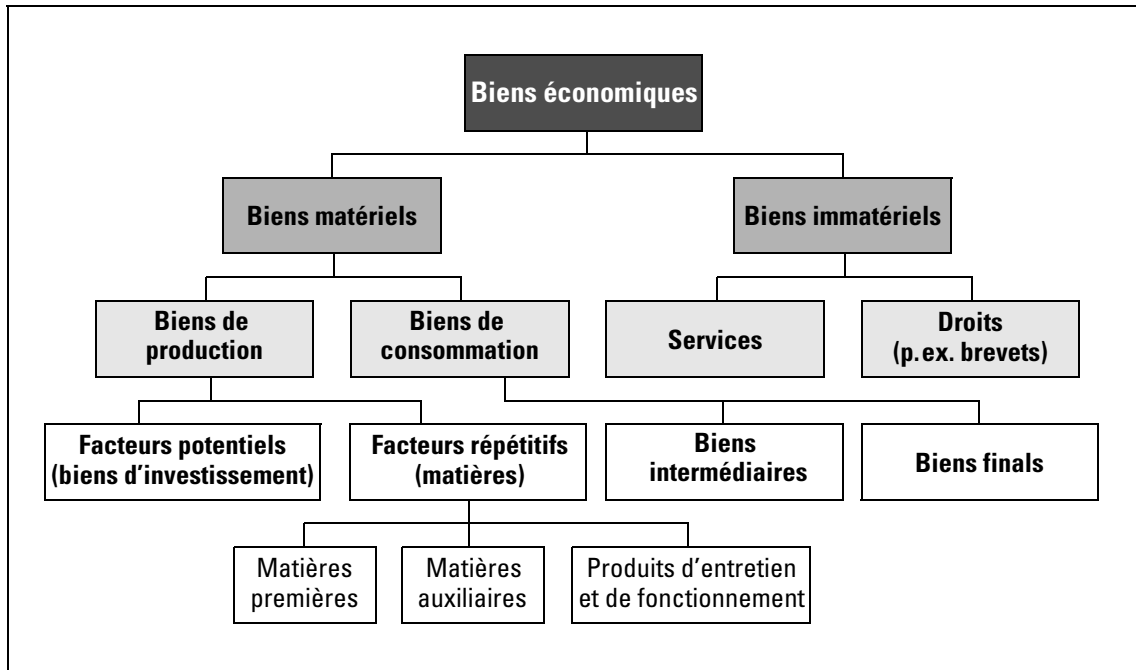 Biens économiques
Biens matériels
Biens immatériels
Biens de
production
Biens de
consommation
Services
Droits
(p. ex. brevets)
Facteurs potentiels
(biens d’investissement)
Facteurs répétitifs
(matières)
Biens
intermédiaires
Biens finals
Matières
premières
Matières
auxiliaires
Produits d’entretien
et de fonctionnement